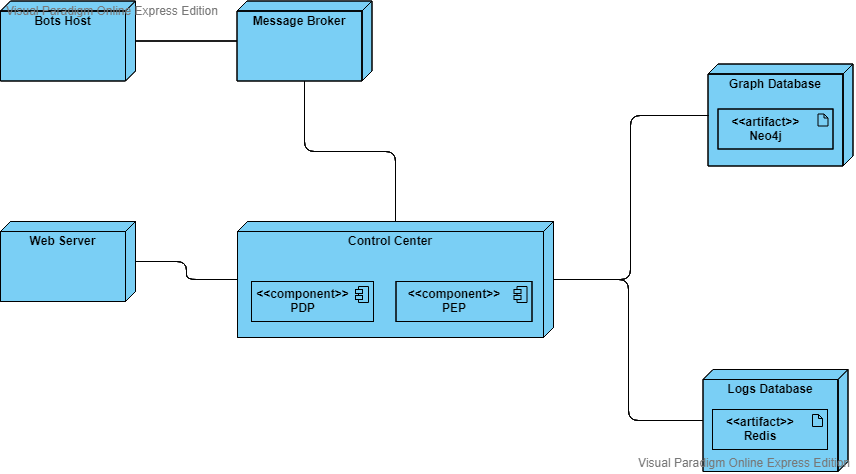 Visual Paradigm Online Express Edition
Bots Host
Message Broker
Graph Database
<<artifact>>
Neo4j
Web Server
Control Center
<<component>>
PDP
<<component>>
PEP
Logs Database
<<artifact>>
Redis
Visual Paradigm Online Express Edition